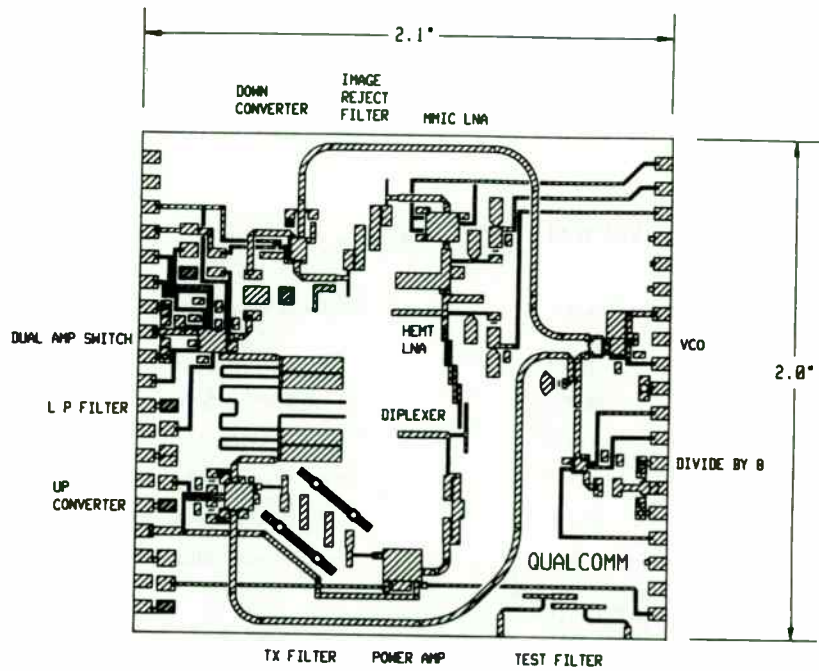 2.1"
DOWN
CONVERTER
IMAGE
REJECT
FILTER
MMIC LNA
DUAL AMP SWITCH
HEMT
LNA
VCO
2.0"
L P FILTER
DIPLEXER
UP
CONVERTER
DIVIDE BY 8
QUALCOMM
TX FILTER
POWER AMP
TEST FILTER